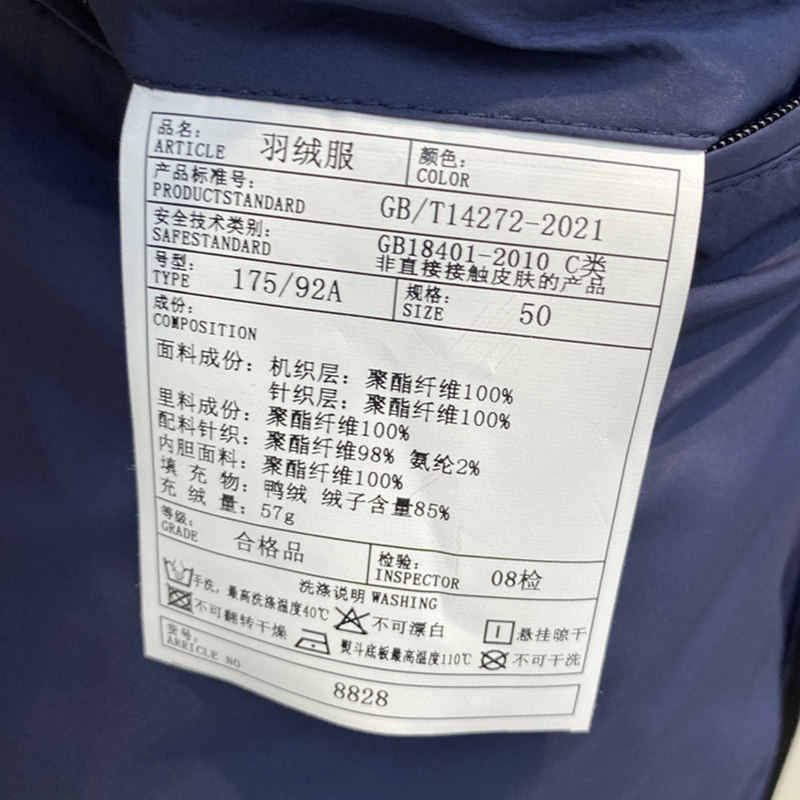 品名: 羽绒服 颜色:
ARTICLE COLOR
产品标准号: GB/T14272-2021
PRODUCTSTANDARD
安全技术类别: GB18401-2010 C类
SAFESTANDARD 非直接接触皮肤的产品
号型: 175/92A 规格: 50
TYPE SIZE
成份:
COMPOSITION
面料成份: 机织层: 聚酯纤维100%
针织层: 聚酯纤维100%
里料成份: 聚酯纤维100%
配料针织: 聚酯纤维98% 氨纶2%
内胆面料: 聚酯纤维100%
填 充 物: 鸭绒 绒子含量85%
充 绒 量: 57g
等级: 合格品 检验: 08检
GRADE INSPECTOR
洗涤说明 WASHING
手洗, 最高洗涤温度40℃ 不可漂白 悬挂晾干
不可翻转干燥 熨斗底板最高温度110℃ 不可干洗
货号: 8828
ARRICLE NO